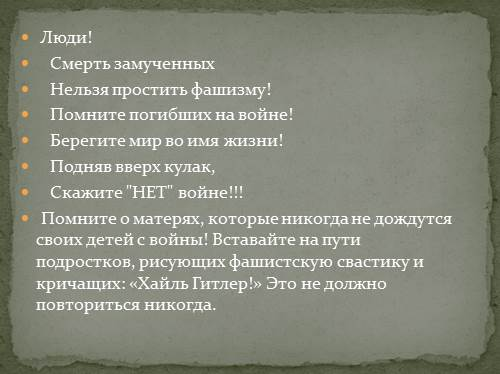 • Люди!
• Смерть замученных
• Нельзя простить фашизму!
• Помните погибших на войне!
• Берегите мир во имя жизни!
• Подняв вверх кулак,
• Скажите "НЕТ" войне!!!
• Помните о матерях, которые никогда не дождутся
своих детей с войны! Вставайте на пути
подростков, рисующих фашистскую свастику и
кричащих: «Хайль Гитлер!» Это не должно
повториться никогда.